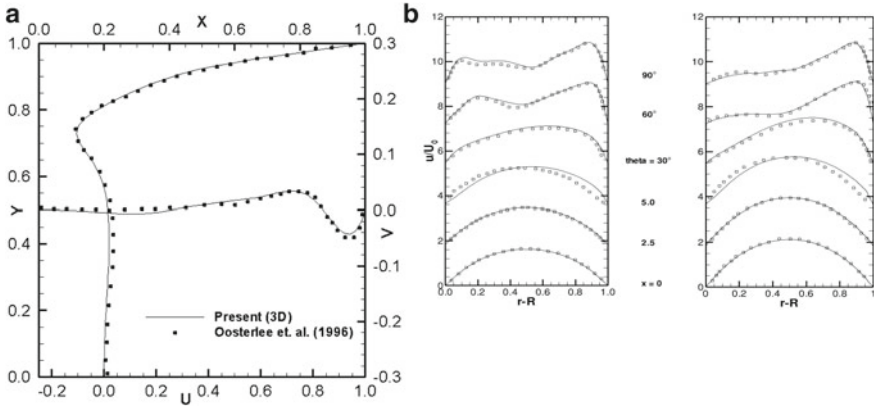 a
0.0 0.2 0.4 0.6 0.8 1.0
X
1.0
0.8
0.6
Y
0.4
0.2
0.0
0.3
0.2
0.1
0.0
V
-0.1
-0.2
-0.3
Present (3D)
Oosterlee et. al. (1996)
-0.2 0.0 0.2 0.4 0.6 0.8 1.0
U
b
12
10
8
6
4
2
0
u/U0
0.0 0.2 0.4 0.6 0.8 1.0
r-R
90°
60°
theta = 30°
5.0
2.5
x = 0
12
10
8
6
4
2
0
0 0.2 0.4 0.6 0.8 1.0
r-R